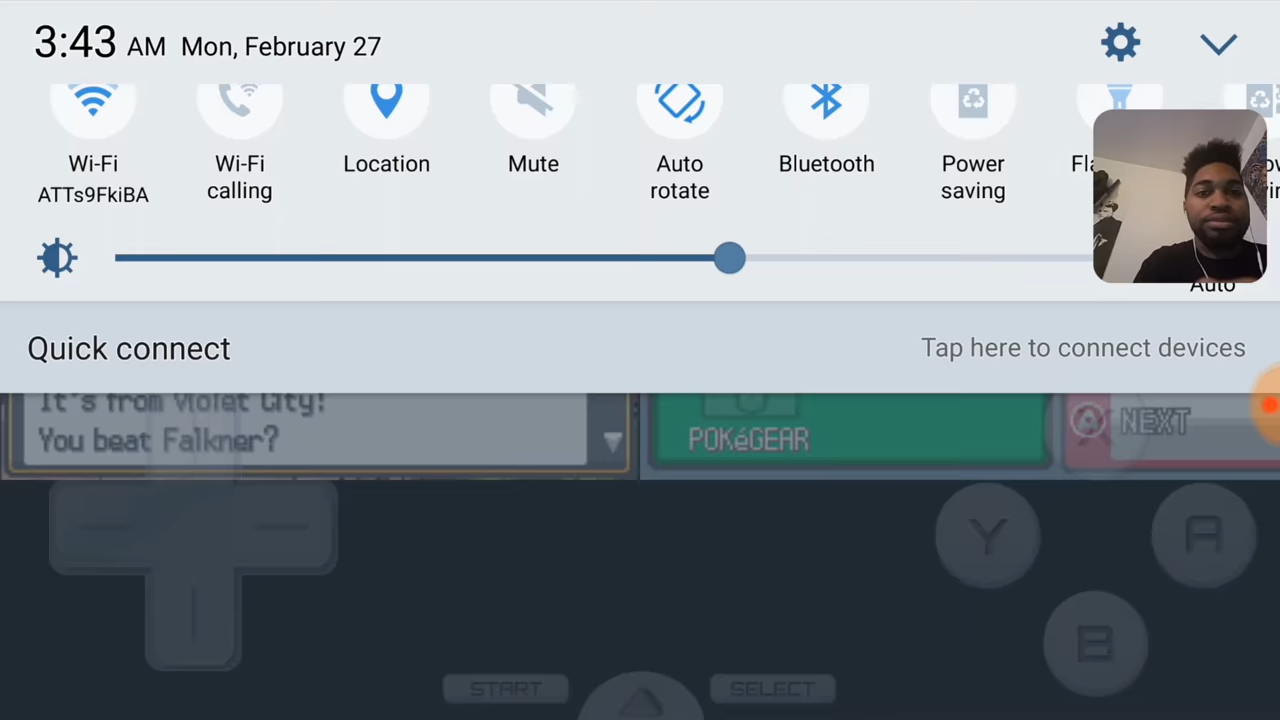 3:43 AM Mon, February 27
Wi-Fi
ATTs9FkiBA
Wi-Fi
calling
Location
Mute
Auto
rotate
Bluetooth
Power
saving
Auto
Quick connect
Tap here to connect devices
It's from Violet City!
You beat Falkner?
POKéGEAR
A NEXT
Y
A
B
START
SELECT